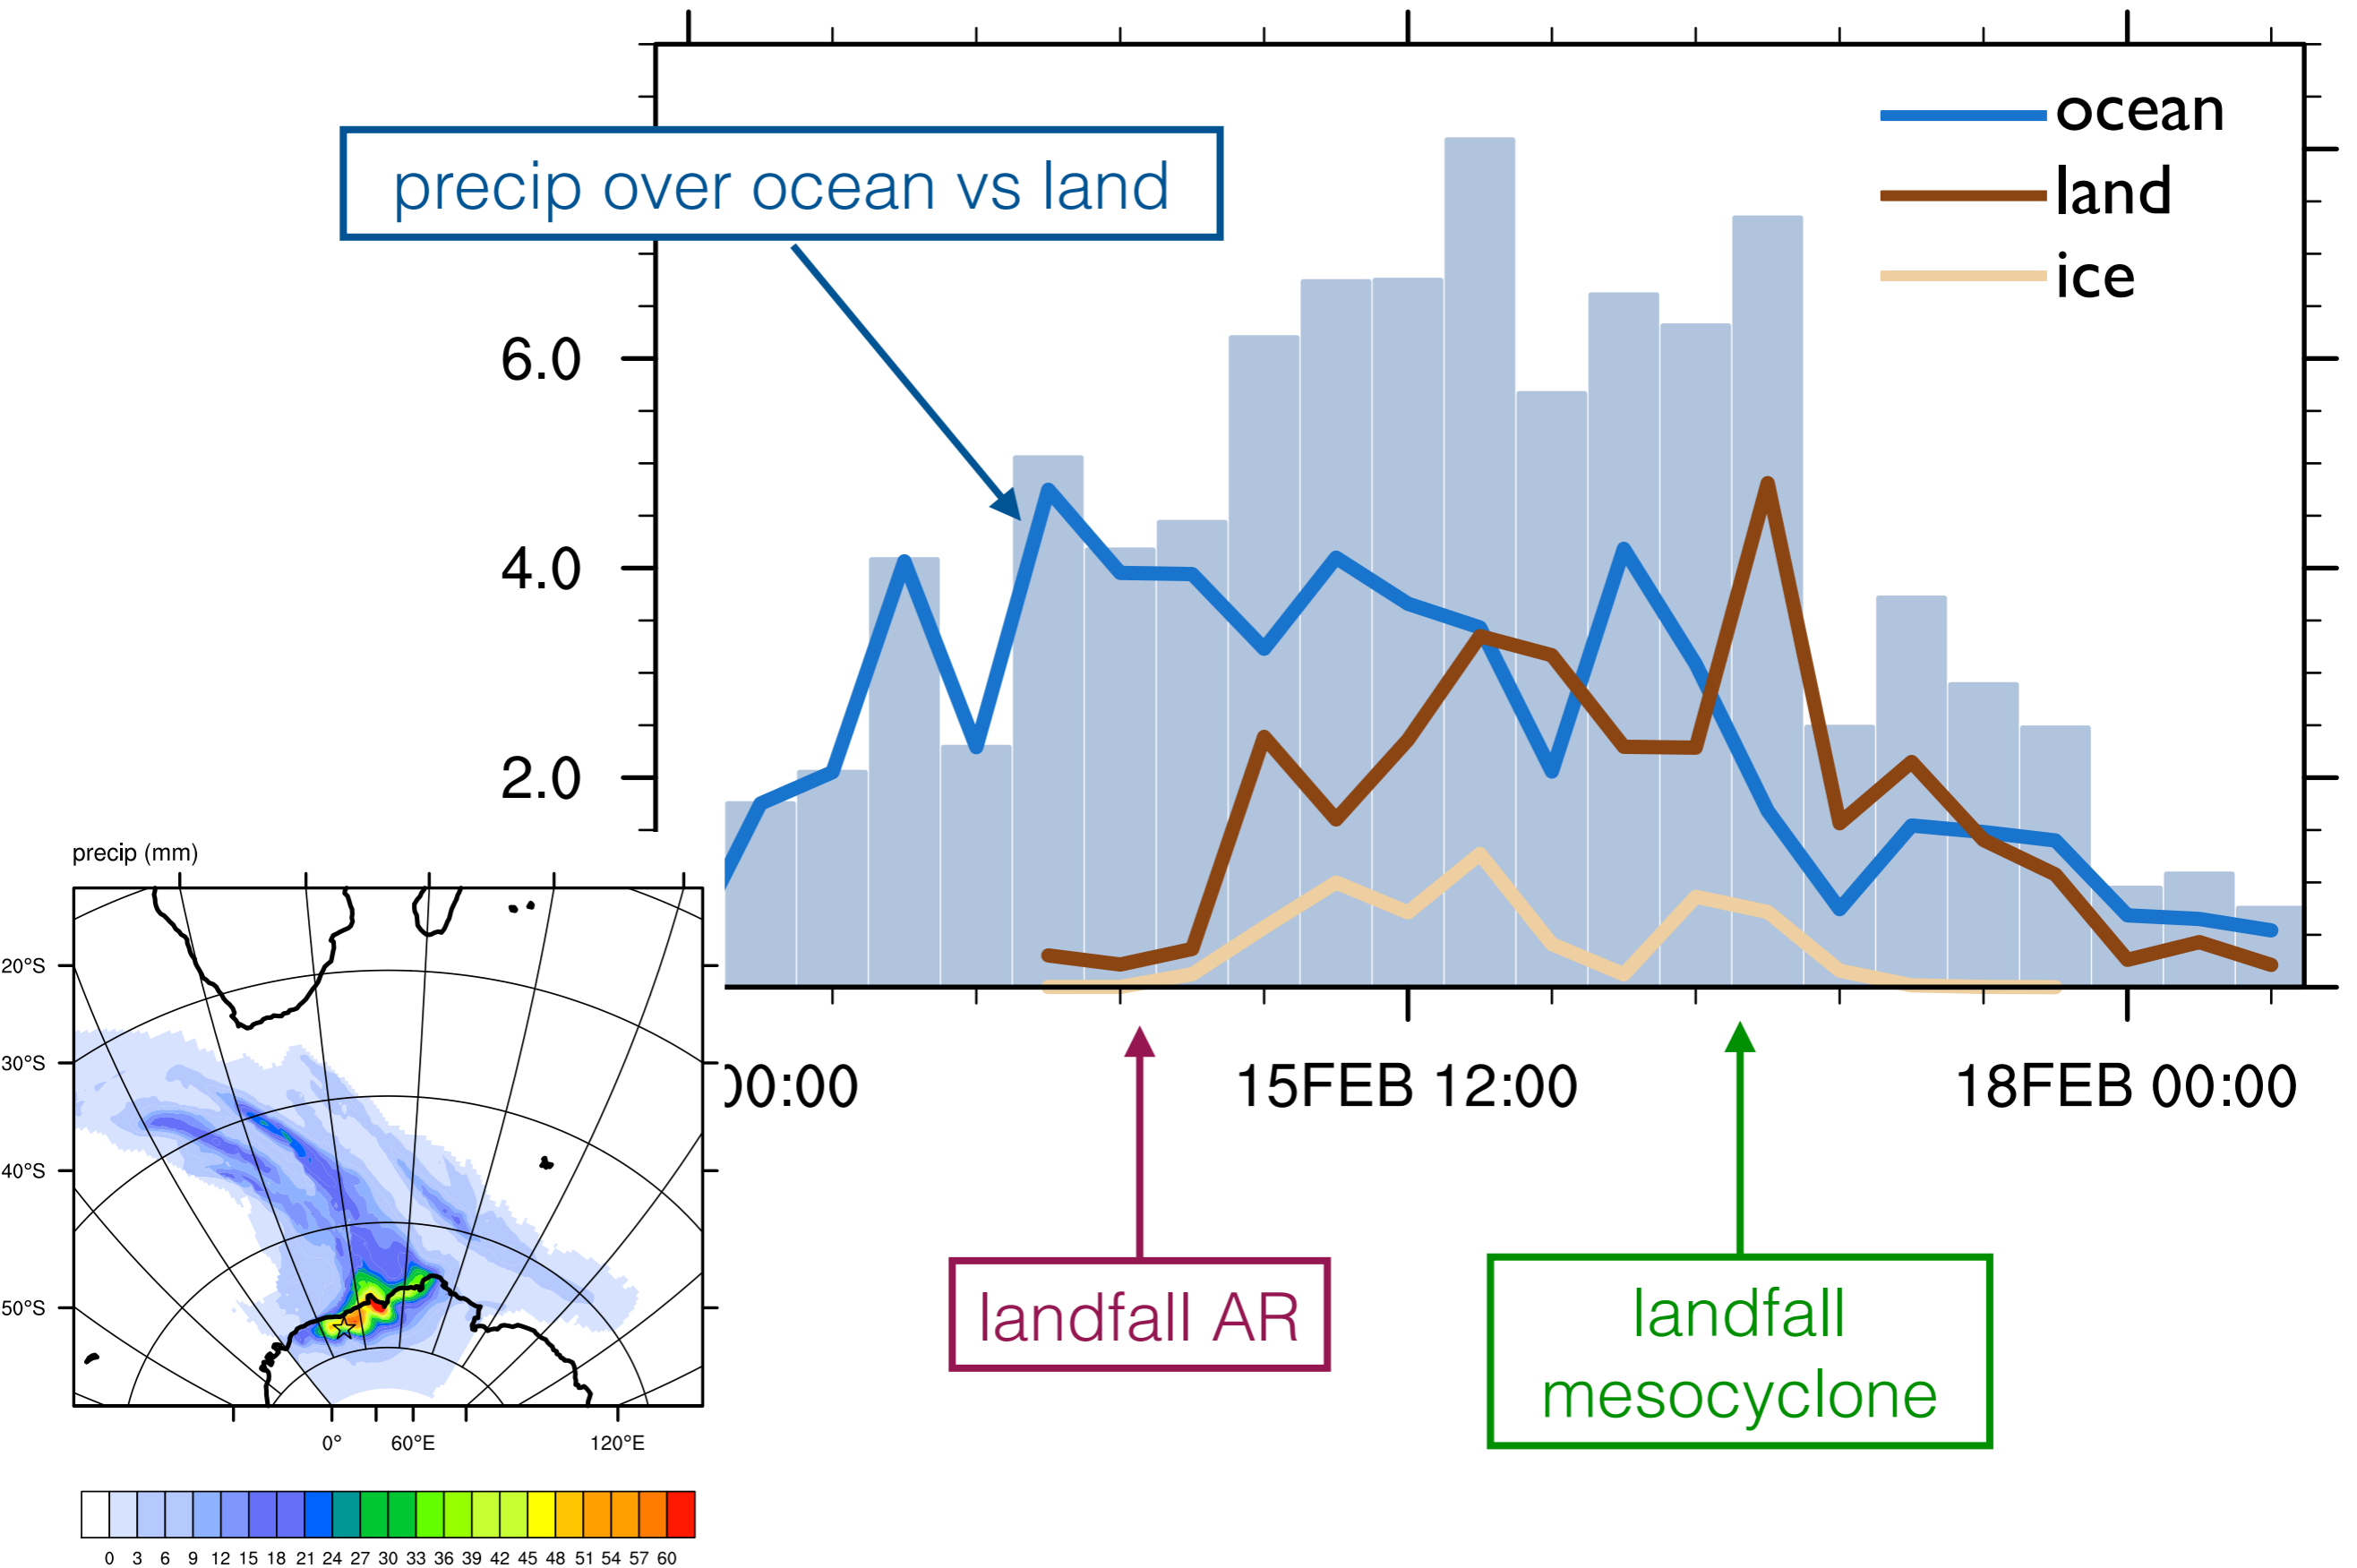 ocean
precip over ocean vs land
land
ice
6.0
4.0
2.0
precip (mm)
20°S
30°S
40°S
50°S
0°
60°E
120°E
00:00
15FEB 12:00
18FEB 00:00
landfall AR
landfall
mesocyclone
0 3 6 9 12 15 18 21 24 27 30 33 36 39 42 45 48 51 54 57 60